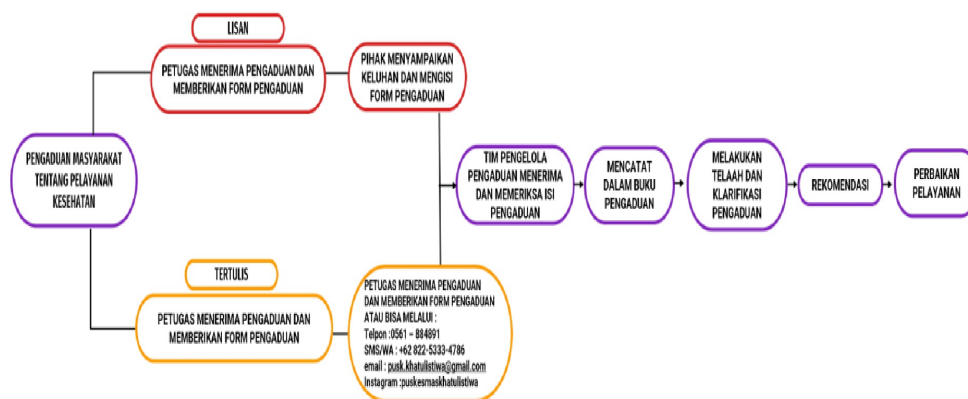 LISAN
PETUGAS MENERIMA PENGADUAN DAN
MEMBERIKAN FORM PENGADUAN
PIHAK MENYAMPAIKAN
KELUHAN DAN MENGISI
FORM PENGADUAN
PENGADUAN MASYARAKAT
TENTANG PELAYANAN
KESEHATAN
TIM PENGELOLA
PENGADUAN MENERIMA
DAN MEMERIKSA ISI
PENGADUAN
MENCATAT
DALAM BUKU
PENGADUAN
MELAKUKAN
TELAAH DAN
KLARIFIKASI
PENGADUAN
REKOMENDASI
PERBAIKAN
PELAYANAN
TERTULIS
PETUGAS MENERIMA PENGADUAN DAN
MEMBERIKAN FORM PENGADUAN
PETUGAS MENERIMA PENGADUAN
DAN MEMBERIKAN FORM PENGADUAN
ATAU BISA MELALUI :
Telpon :0561 – 884891
SMS/WA : +62 822-5333-4786
email : pusk.khatulistiwa@gmail.com
Instagram :puskesmaskhatulistiwa